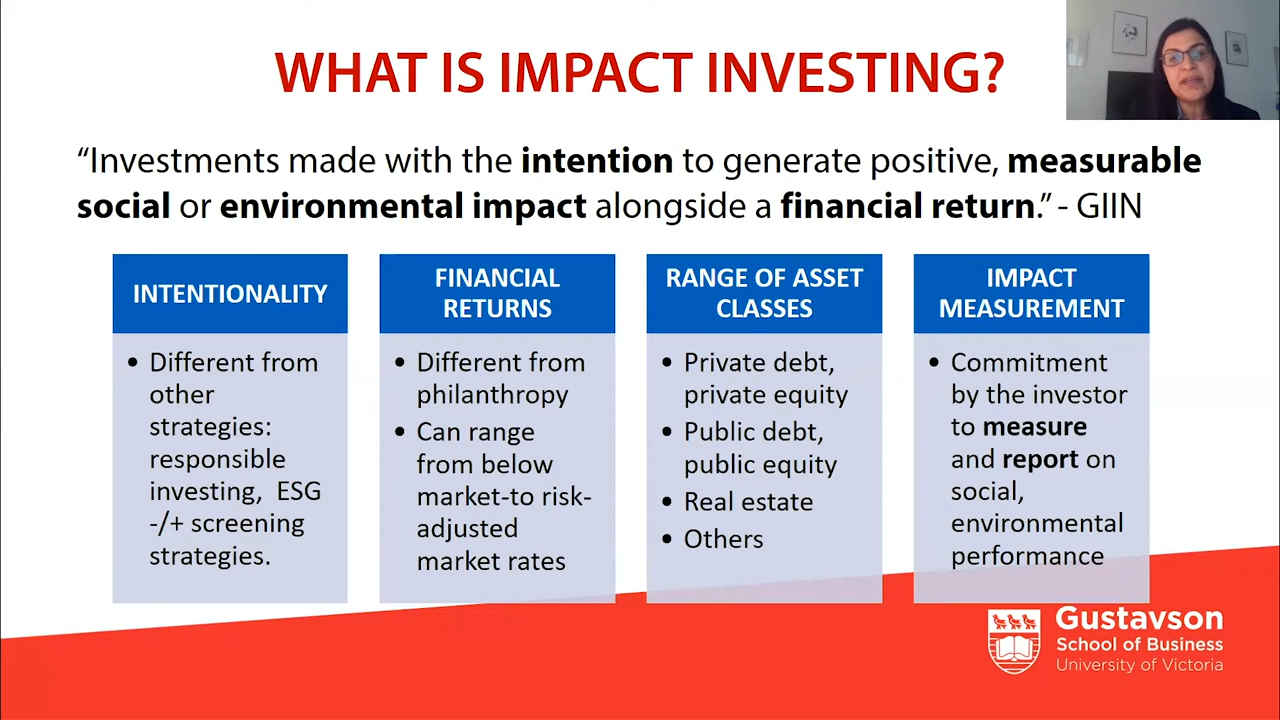 WHAT IS IMPACT INVESTING?
“Investments made with the intention to generate positive, measurable
social or environmental impact alongside a financial return.” - GIIN
INTENTIONALITY
• Different from
other
strategies:
responsible
investing, ESG
-/+ screening
strategies.
FINANCIAL
RETURNS
• Different from
philanthropy
• Can range
from below
market-to risk-
adjusted
market rates
RANGE OF ASSET
CLASSES
• Private debt,
private equity
• Public debt,
public equity
• Real estate
• Others
IMPACT
MEASUREMENT
• Commitment
by the investor
to measure
and report on
social,
environmental
performance
Gustavson
School of Business
University of Victoria